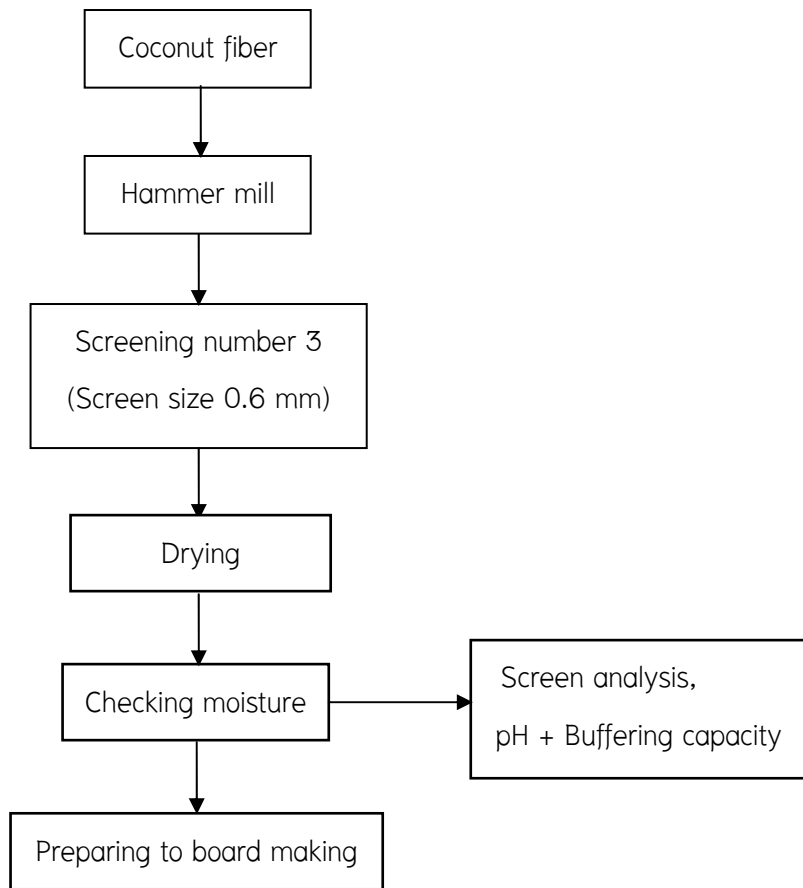 Coconut fiber
Hammer mill
Screening number 3
(Screen size 0.6 mm)
Drying
Checking moisture
Screen analysis,
pH + Buffering capacity
Preparing to board making